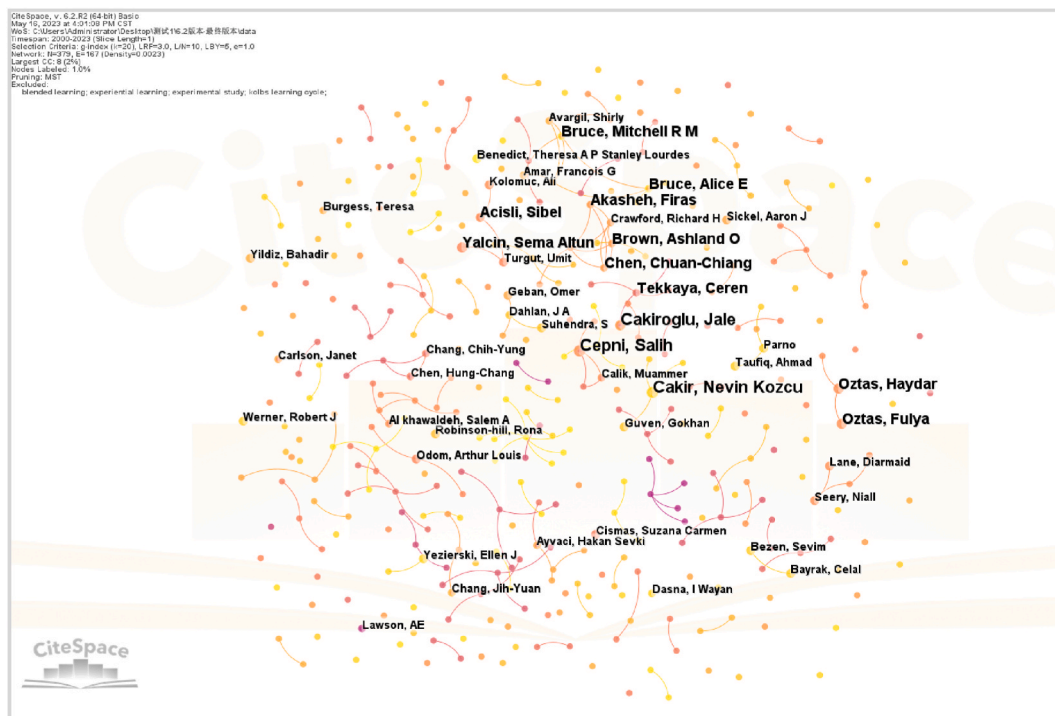 CiteSpace, v. 6.2.R2 (64-bit) Basic
May 16, 2023 at 4:01:08 PM CST
WoS: C:\Users\Administrator\Desktop\测试1\6.2版本-最终版本\data
Timespan: 2000-2023 (Slice Length=1)
Selection Criteria: g-index (k=20), LRF=3.0, L/N=10, LBY=5, e=1.0
Network: N=379, E=167 (Density=0.0023)
Largest CC: 8 (2%)
Nodes Labeled: 1.0%
Pruning: MST
Excluded:
blended learning; experiential learning; experimental study; kolbs learning cycle;
CiteSpace
Avargil, Shirly
Bruce, Mitchell R M
Benedict, Theresa A P Stanley Lourdes
Amar, Francois G
Kolomuc, Ali
Bruce, Alice E
Akasheh, Firas
Burgess, Teresa
Acisli, Sibel
Crawford, Richard H
Sickel, Aaron J
Yalcin, Sema Altun
Brown, Ashland O
Yildiz, Bahadir
Turgut, Umit
Chen, Chuan-Chiang
Geban, Omer
Tekkaya, Ceren
Dahlan, J A
Suhendra, S
Cakiroglu, Jale
Cepni, Salih
Parno
Chang, Chih-Yung
Carlson, Janet
Taufiq, Ahmad
Chen, Hung-Chang
Calik, Muammer
Cakir, Nevin Kozcu
Oztas, Haydar
Werner, Robert J
Al khawaldeh, Salem A
Robinson-hill, Rona
Guven, Gokhan
Oztas, Fulya
Odom, Arthur Louis
Lane, Diarmaid
Seery, Niall
Cismas, Suzana Carmen
Ayvaci, Hakan Sevki
Bezen, Sevim
Yezierski, Ellen J
Bayrak, Celal
Chang, Jih-Yuan
Dasna, I Wayan
Lawson, AE
CiteSpace